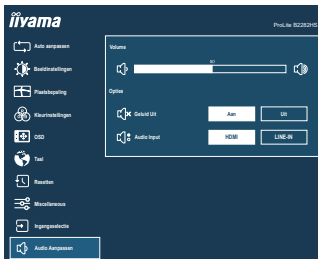 iiyama
ProLite B2282HS
Auto aanpassen
Beeldinstellingen
Plaatsbepaling
Kleurinstellingen
OSD
Taal
Resetten
Miscellaneous
Ingangsselectie
Audio Aanpassen
Volume
50
Opties
Geluid Uit
Aan
Uit
Audio Input
HDMI
LINE-IN